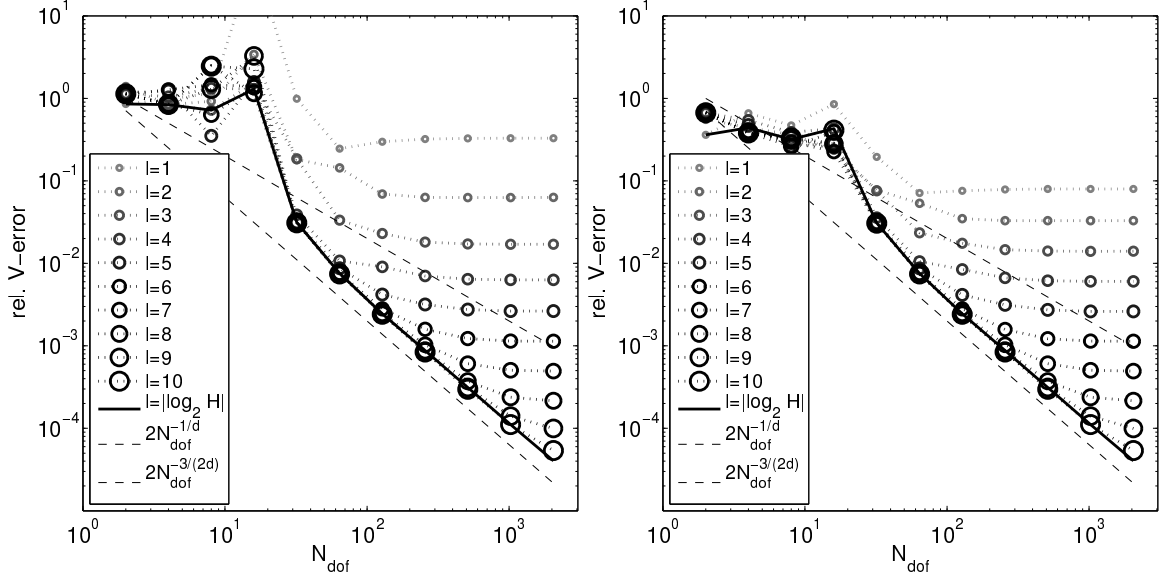 10^1
10^0
10^-1
10^-2
10^-3
10^-4
rel. V-error
l=1
l=2
l=3
l=4
l=5
l=6
l=7
l=8
l=9
l=10
l=|log_2 H|
2N_dof^-1/d
2N_dof^-3/(2d)
10^0 10^1 10^2 10^3
N_dof
10^1
10^0
10^-1
10^-2
10^-3
10^-4
rel. V-error
l=1
l=2
l=3
l=4
l=5
l=6
l=7
l=8
l=9
l=10
l=|log_2 H|
2N_dof^-1/d
2N_dof^-3/(2d)
10^0 10^1 10^2 10^3
N_dof